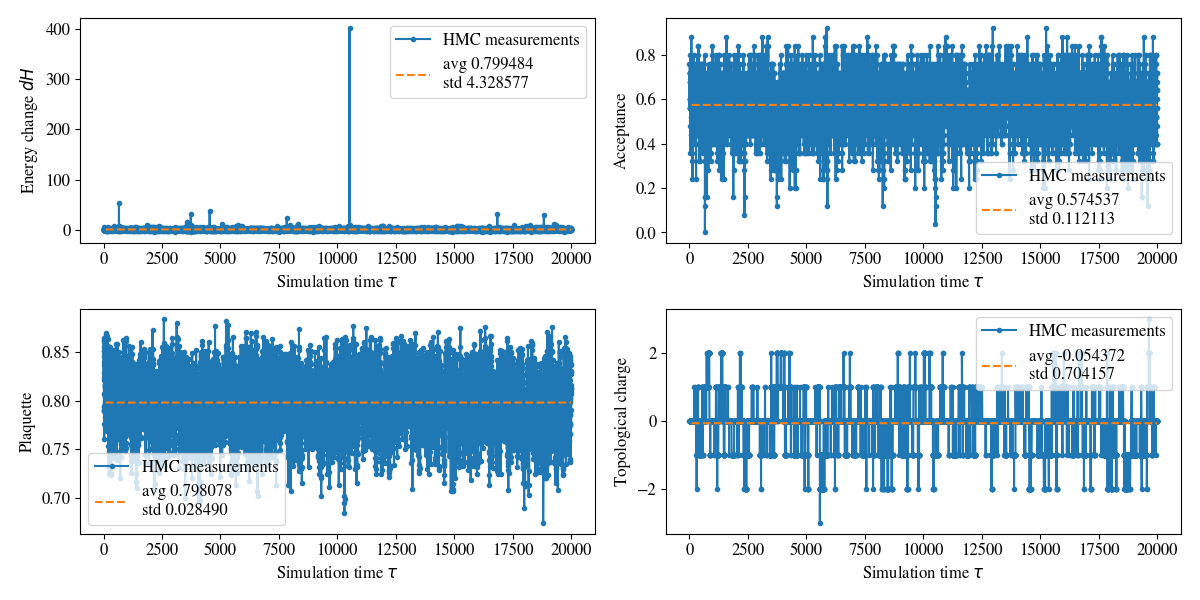 400
300
200
100
0
Energy change dH
HMC measurements
avg 0.799484
std 4.328577
0 2500 5000 7500 10000 12500 15000 17500 20000
Simulation time τ
0.8
0.6
0.4
0.2
0.0
Acceptance
HMC measurements
avg 0.574537
std 0.112113
0 2500 5000 7500 10000 12500 15000 17500 20000
Simulation time τ
0.85
0.80
0.75
0.70
Plaquette
HMC measurements
avg 0.798078
std 0.028490
0 2500 5000 7500 10000 12500 15000 17500 20000
Simulation time τ
2
0
−2
Topological charge
HMC measurements
avg -0.054372
std 0.704157
0 2500 5000 7500 10000 12500 15000 17500 20000
Simulation time τ